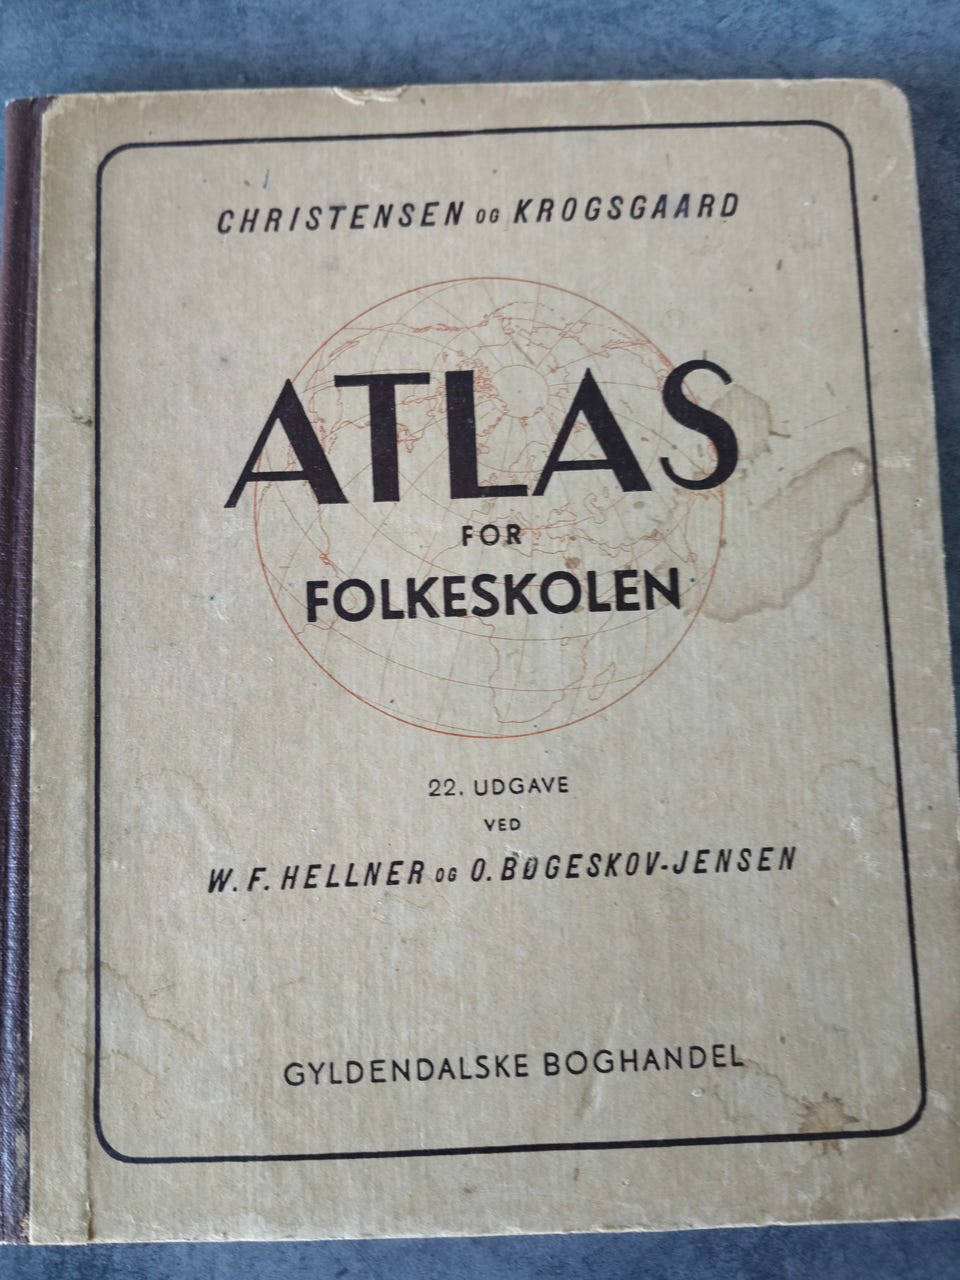 CHRISTENSEN OG KROGSGAARD
ATLAS
FOR
FOLKESKOLEN
22. UDGAVE
VED
W. F. HELLNER OG O. BØGESKOV-JENSEN
GYLDENDALSKE BOGHANDEL